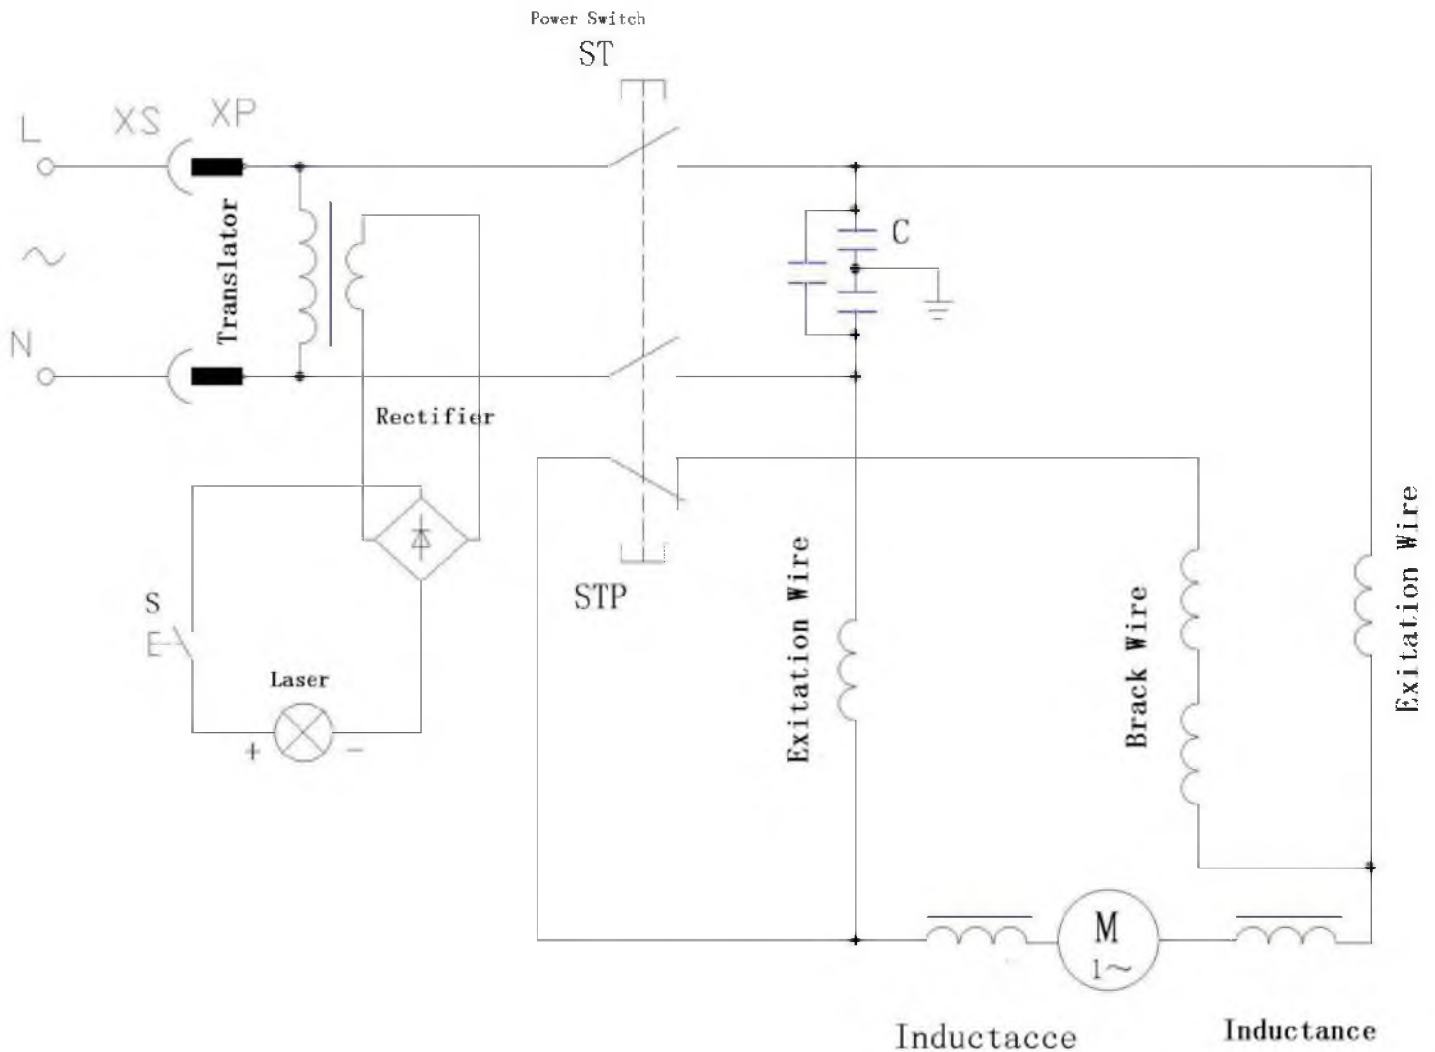 Power Switch
ST
XS XP
L
C
Translator
N
Rectifier
Exitation Wire
S
STP
Exitation Wire
Brack Wire
Laser
+ −
M
1~
Inductacce
Inductance